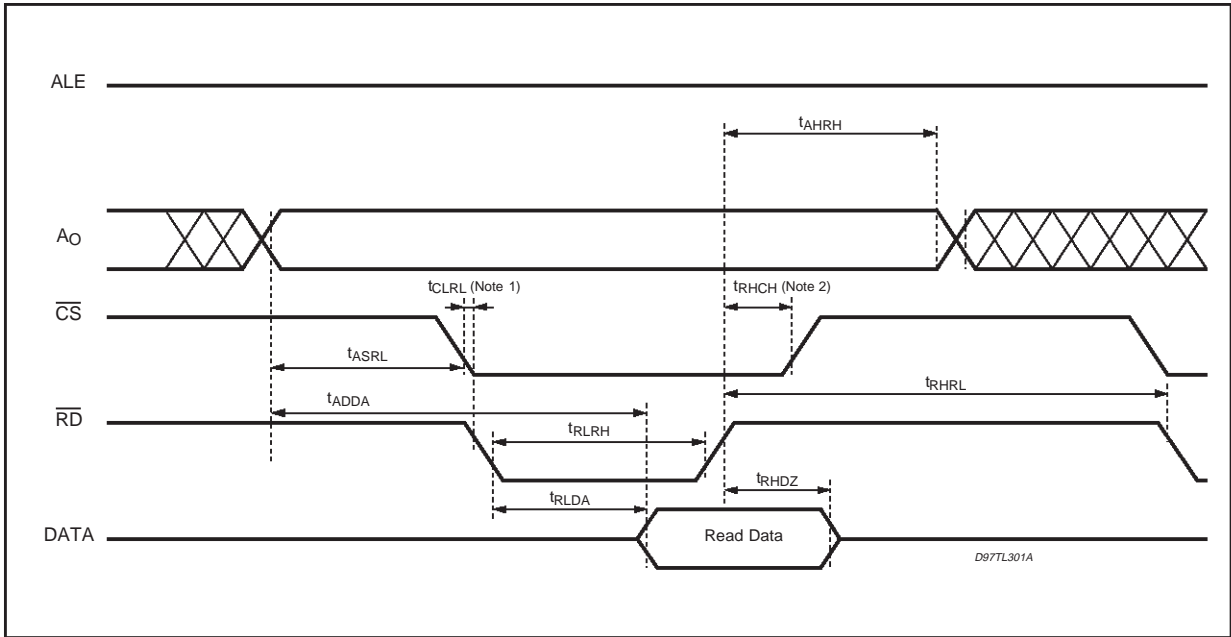 ALE
tAHRH
AO
tCLRL (Note 1)
tRHCH (Note 2)
CS
tASRL
tRHRL
tADDA
RD
tRLRH
tRHDZ
tRLDA
DATA
Read Data
D97TL301A